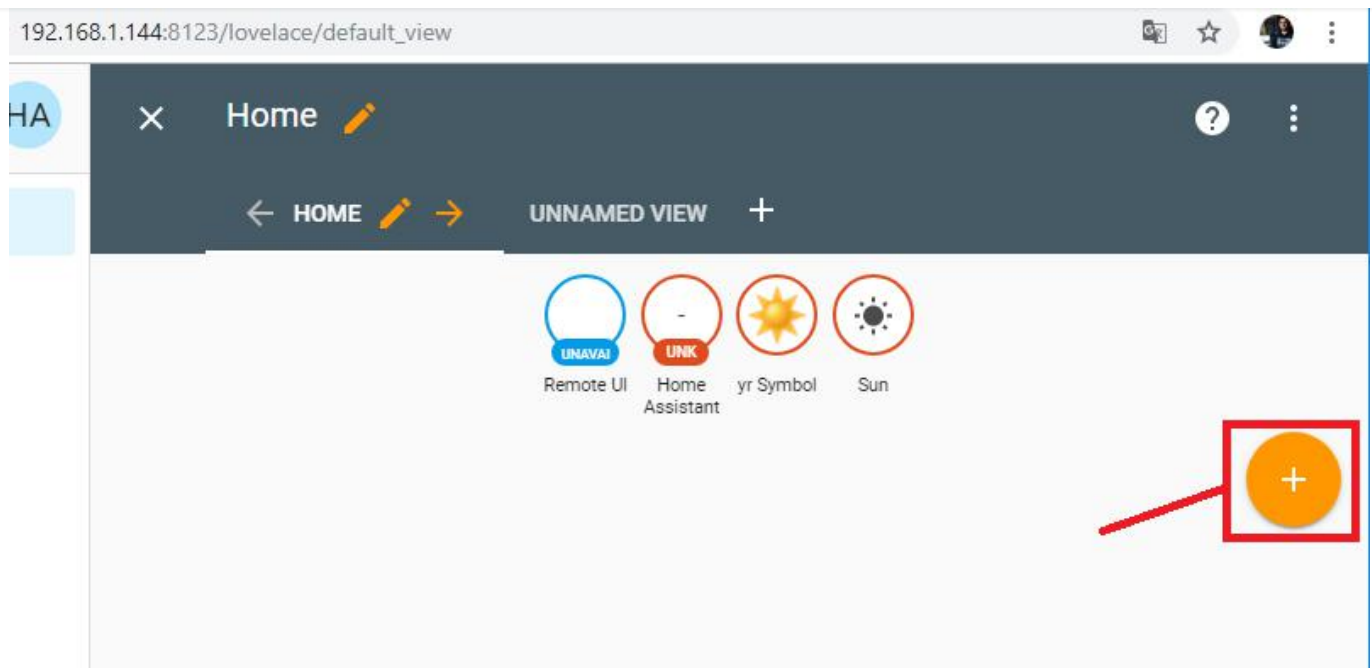 192.168.1.144:8123/lovelace/default_view
HA
Home
HOME
UNNAMED VIEW
UNAVAI
Remote UI
-
UNK
Home
Assistant
yr Symbol
Sun